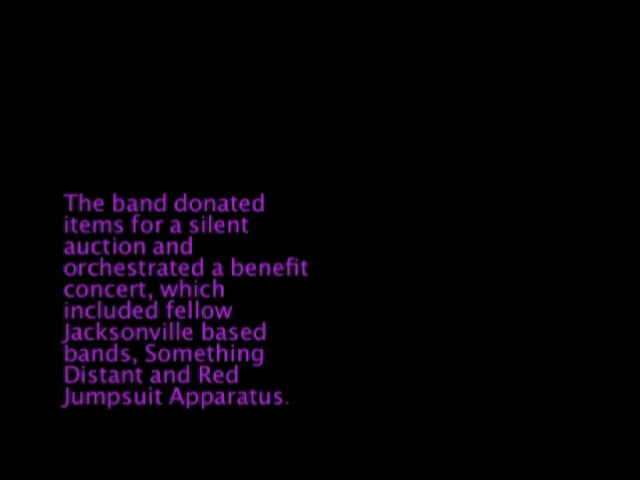 The band donated
items for a silent
auction and
orchestrated a benefit
concert, which
included fellow
Jacksonville based
bands, Something
Distant and Red
Jumpsuit Apparatus.